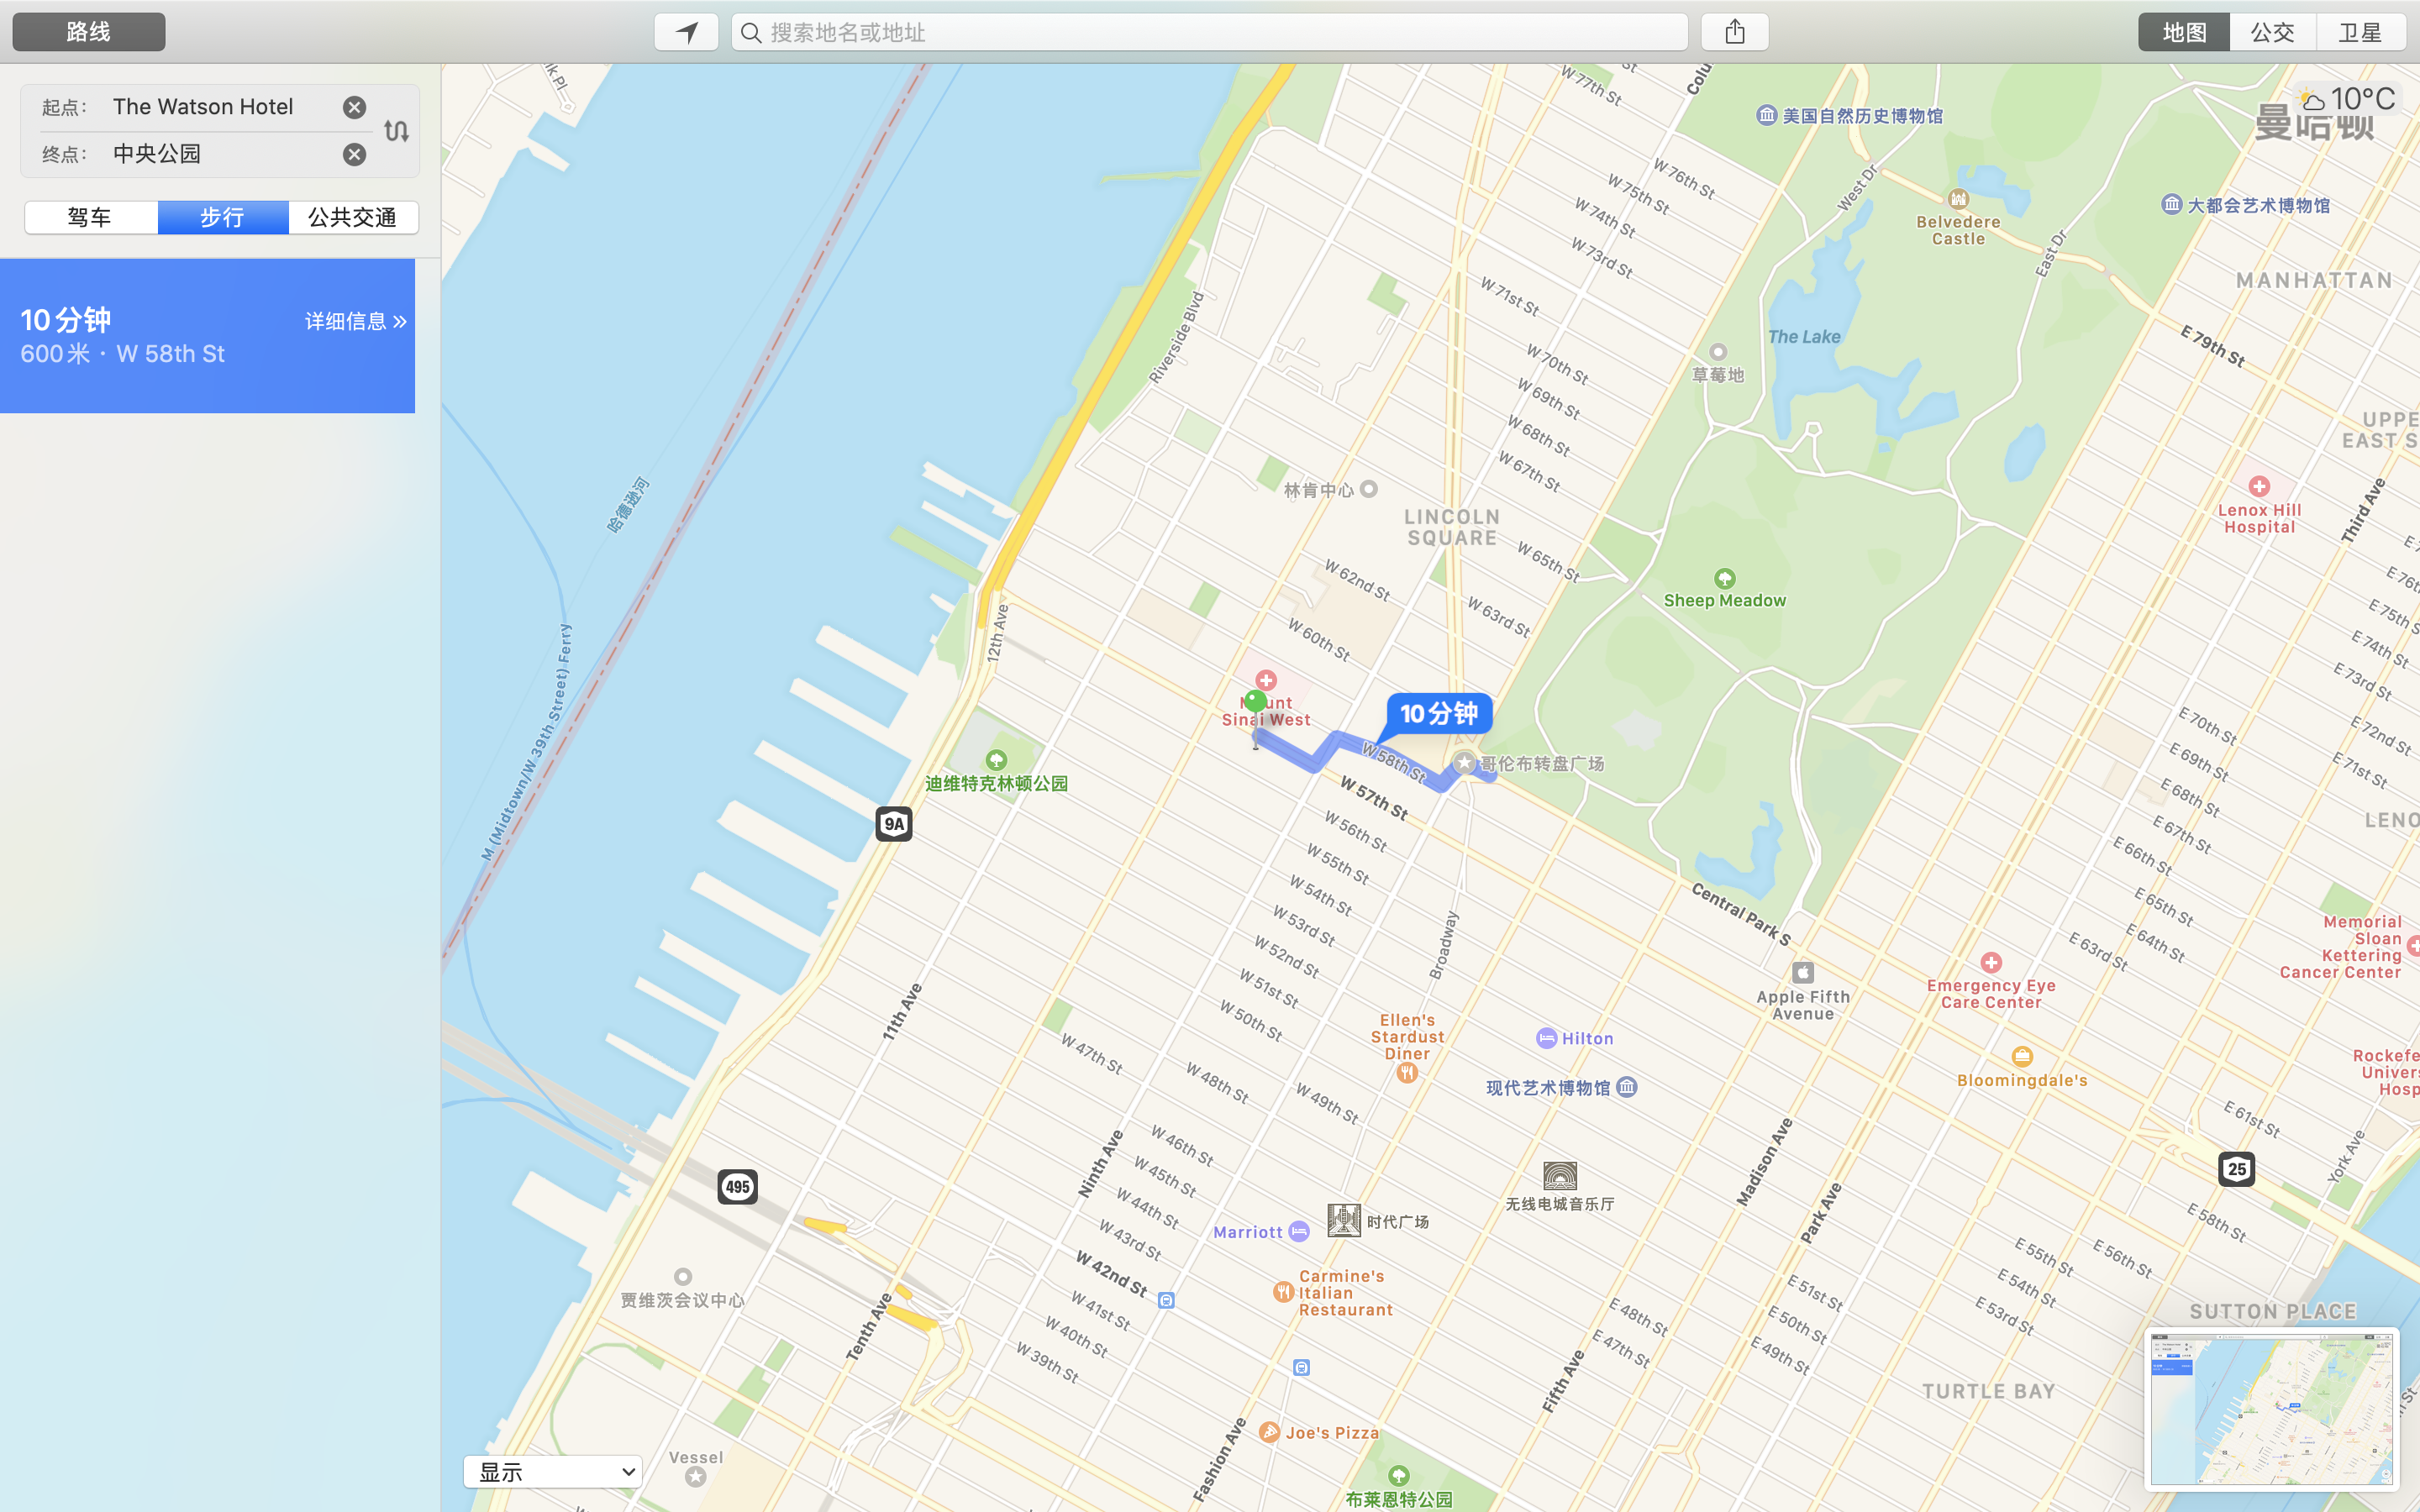 路线
搜索地名或地址
地图
公交
卫星
起点：
The Watson Hotel
终点：
中央公园
驾车
步行
公共交通
10 分钟
详细信息
600 米 · W 58th St
10°C
曼哈顿
美国自然历史博物馆
大都会艺术博物馆
Belvedere
Castle
MANHATTAN
West Dr
East Dr
The Lake
草莓地
E 79th St
W 77th St
W 76th St
W 75th St
W 74th St
W 73rd St
W 71st St
W 70th St
W 69th St
W 68th St
W 67th St
Riverside Blvd
哈德逊河
林肯中心
LINCOLN
SQUARE
W 65th St
W 63rd St
W 62nd St
W 60th St
Sheep Meadow
Lenox Hill
Hospital
Third Ave
E 74th St
E 73rd St
E 72nd St
E 71st St
E 70th St
E 69th St
E 68th St
E 67th St
E 66th St
E 65th St
E 64th St
E 63rd St
12th Ave
Sinai West
10 分钟
W 58th St
哥伦布转盘广场
W 57th St
W 56th St
W 55th St
W 54th St
W 53rd St
W 52nd St
W 51st St
W 50th St
迪维特克林顿公园
9A
M (Midtown/W 39th Street) Ferry
11th Ave
Broadway
Central Park S
Apple Fifth
Avenue
Emergency Eye
Care Center
Memorial
Sloan
Kettering
Cancer Center
Ellen's
Stardust
Diner
Hilton
现代艺术博物馆
Bloomingdale's
W 47th St
W 48th St
W 49th St
W 46th St
W 45th St
W 44th St
W 43rd St
W 42nd St
W 41st St
W 40th St
W 39th St
Ninth Ave
495
Marriott
时代广场
无线电城音乐厅
Madison Ave
Park Ave
E 61st St
York Ave
25
E 58th St
E 56th St
E 55th St
E 54th St
E 53rd St
E 51st St
E 50th St
E 49th St
E 48th St
E 47th St
SUTTON PLACE
TURTLE BAY
贾维茨会议中心
Tenth Ave
Carmine's
Italian
Restaurant
Fifth Ave
Joe's Pizza
Fashion Ave
Vessel
布莱恩特公园
显示